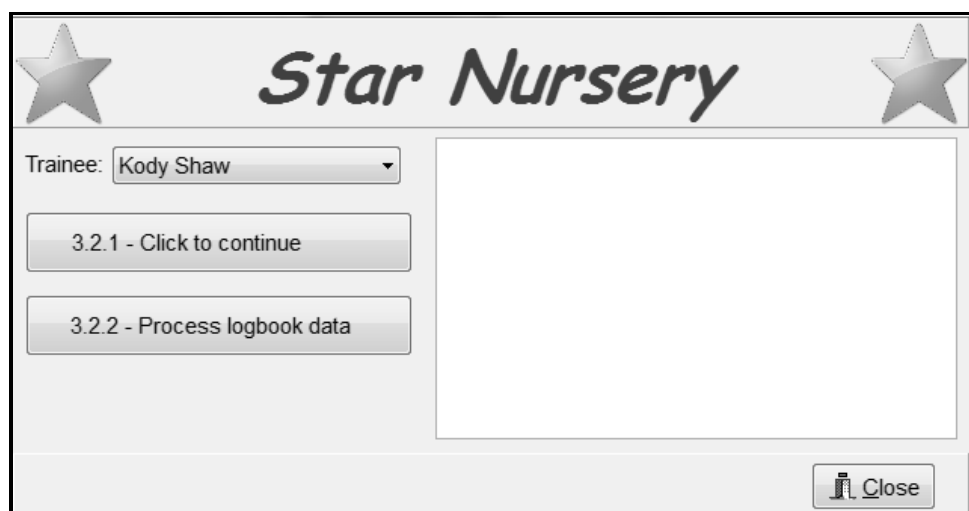 Star Nursery
Trainee: Kody Shaw
3.2.1 - Click to continue
3.2.2 - Process logbook data
Close